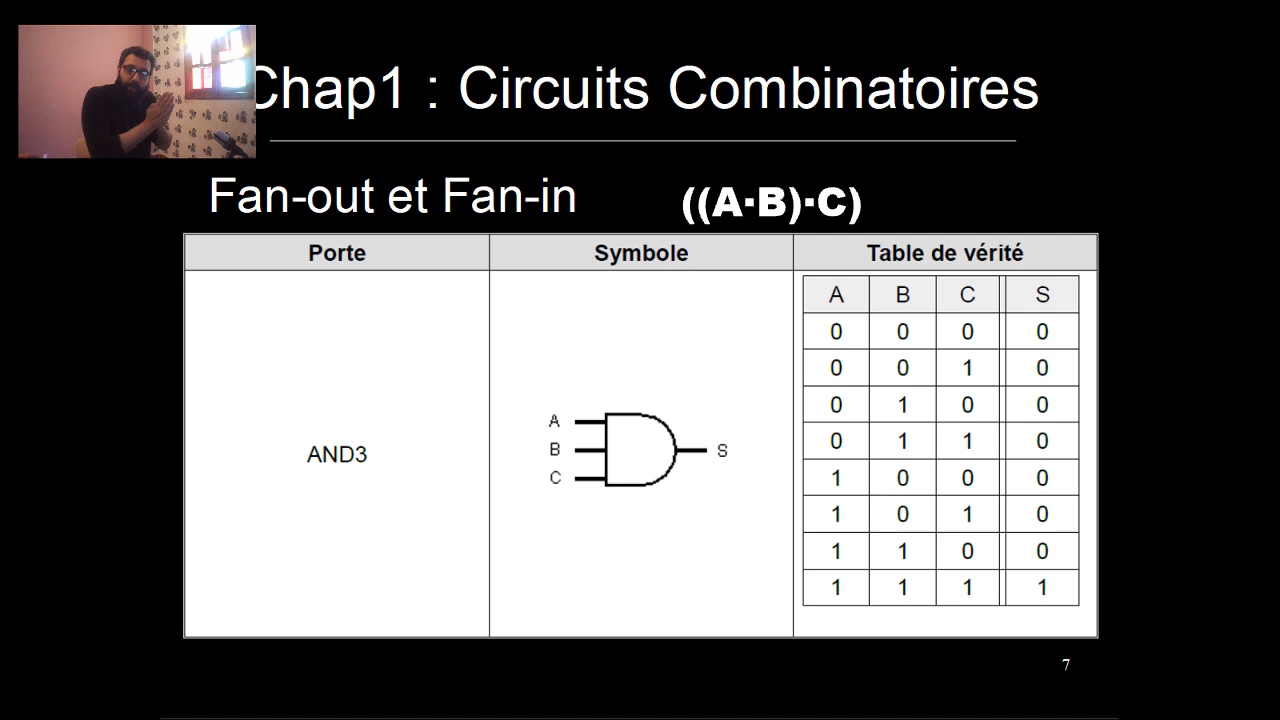 Chap1 : Circuits Combinatoires
Fan-out et Fan-in ((A·B)·C)
Porte Symbole Table de vérité
A B C S
0 0 0 0
0 0 1 0
0 1 0 0
0 1 1 0
1 0 0 0
1 0 1 0
1 1 0 0
1 1 1 1
AND3
A
B
C
S
7